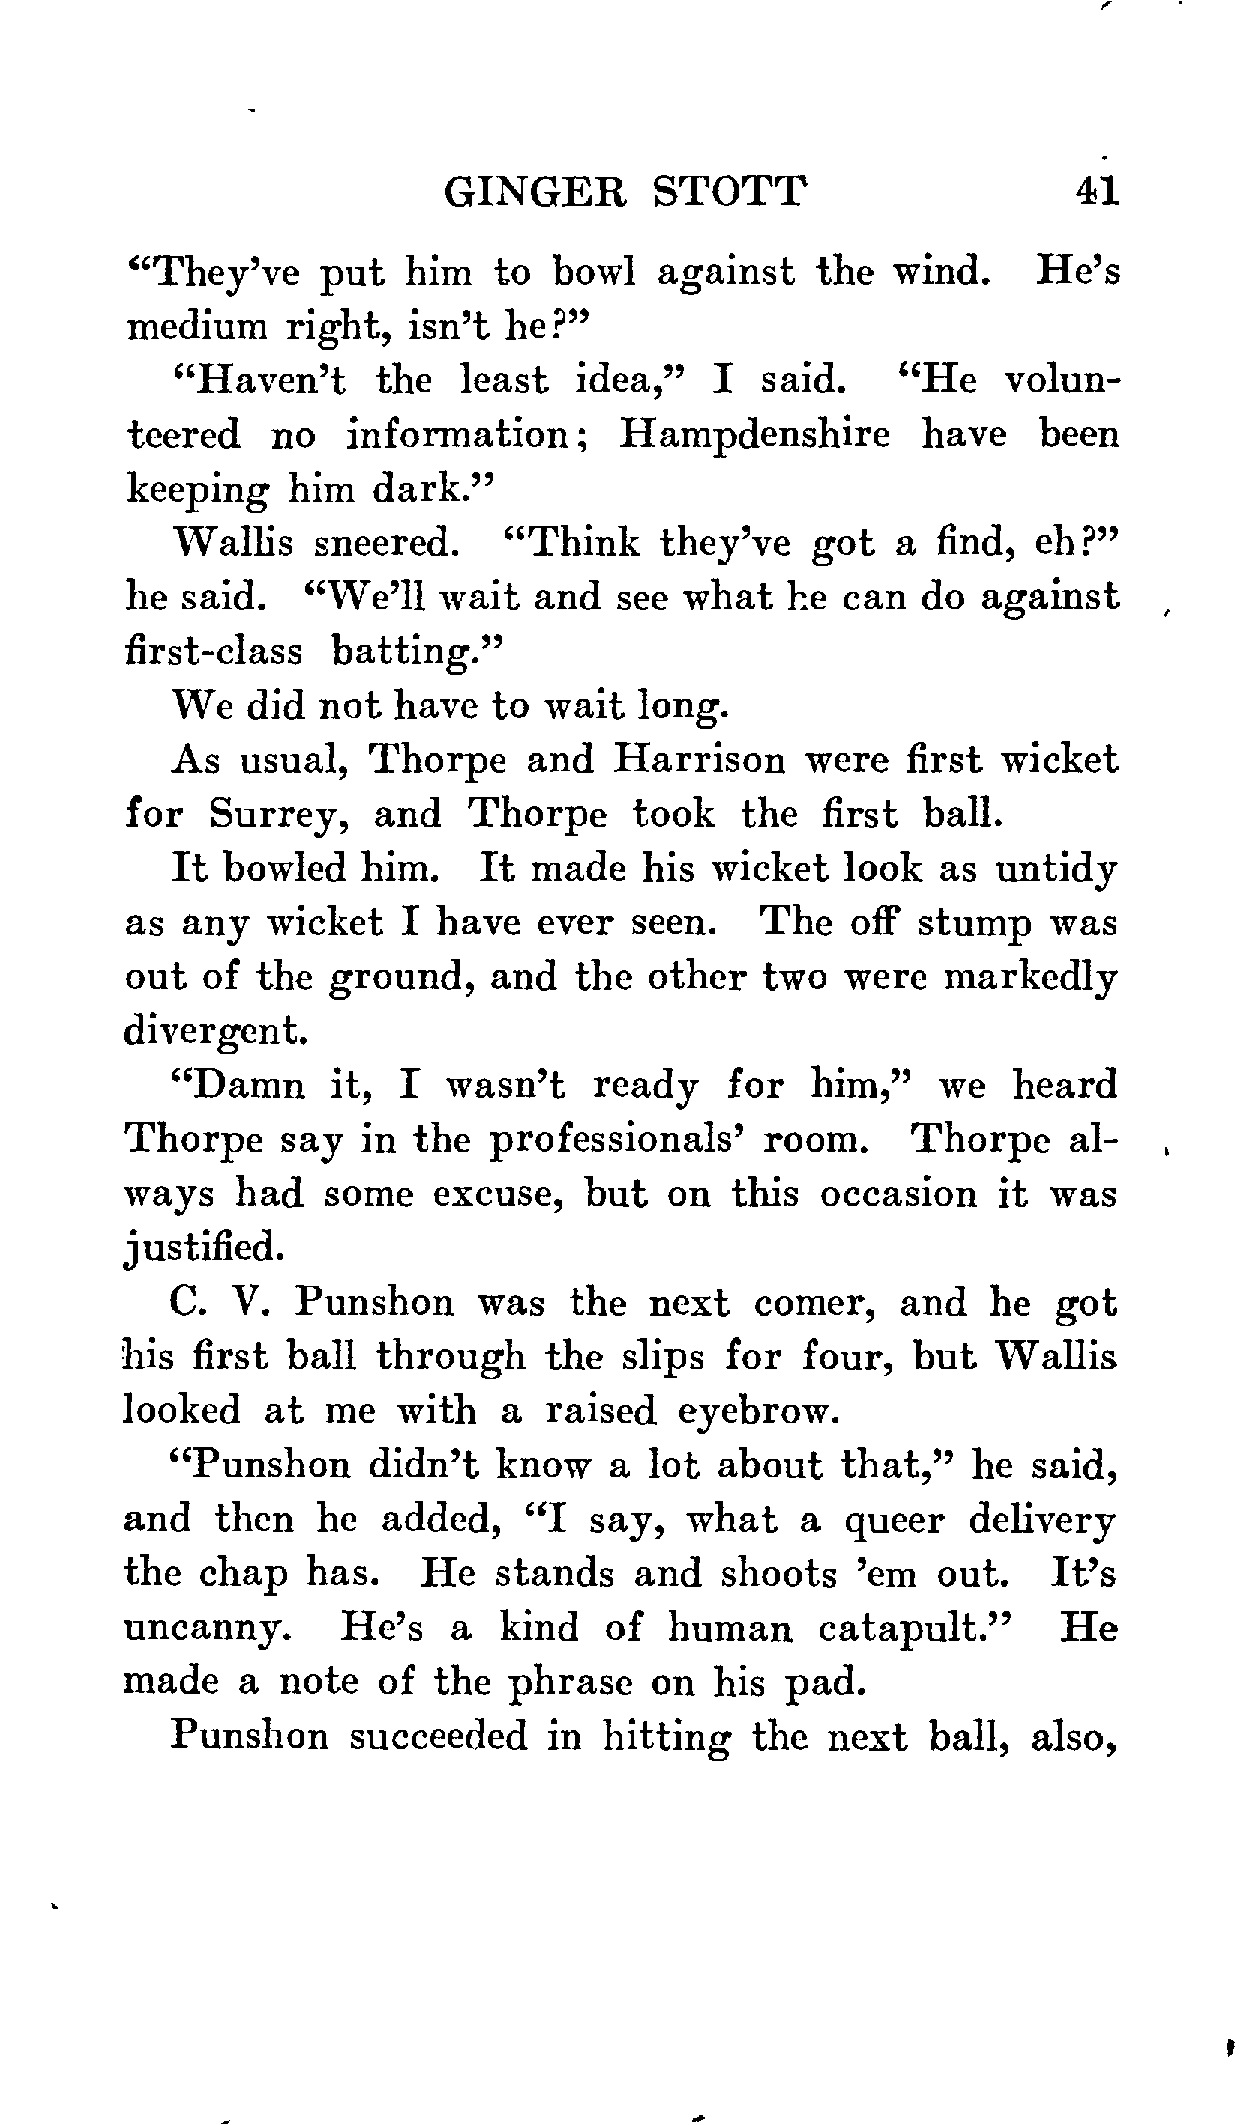 GINGER STOTT 41
“They’ve put him to bowl against the wind. He’s
medium right, isn’t he?”
“Haven’t the least idea,” I said. “He volun-
teered no information; Hampdenshire have been
keeping him dark.”
Wallis sneered. “Think they’ve got a find, eh?”
he said. “We’ll wait and see what he can do against
first-class batting.”
We did not have to wait long.
As usual, Thorpe and Harrison were first wicket
for Surrey, and Thorpe took the first ball.
It bowled him. It made his wicket look as untidy
as any wicket I have ever seen. The off stump was
out of the ground, and the other two were markedly
divergent.
“Damn it, I wasn’t ready for him,” we heard
Thorpe say in the professionals’ room. Thorpe al-
ways had some excuse, but on this occasion it was
justified.
C. V. Punshon was the next comer, and he got
his first ball through the slips for four, but Wallis
looked at me with a raised eyebrow.
“Punshon didn’t know a lot about that,” he said,
and then he added, “I say, what a queer delivery
the chap has. He stands and shoots ’em out. It’s
uncanny. He’s a kind of human catapult.” He
made a note of the phrase on his pad.
Punshon succeeded in hitting the next ball, also,